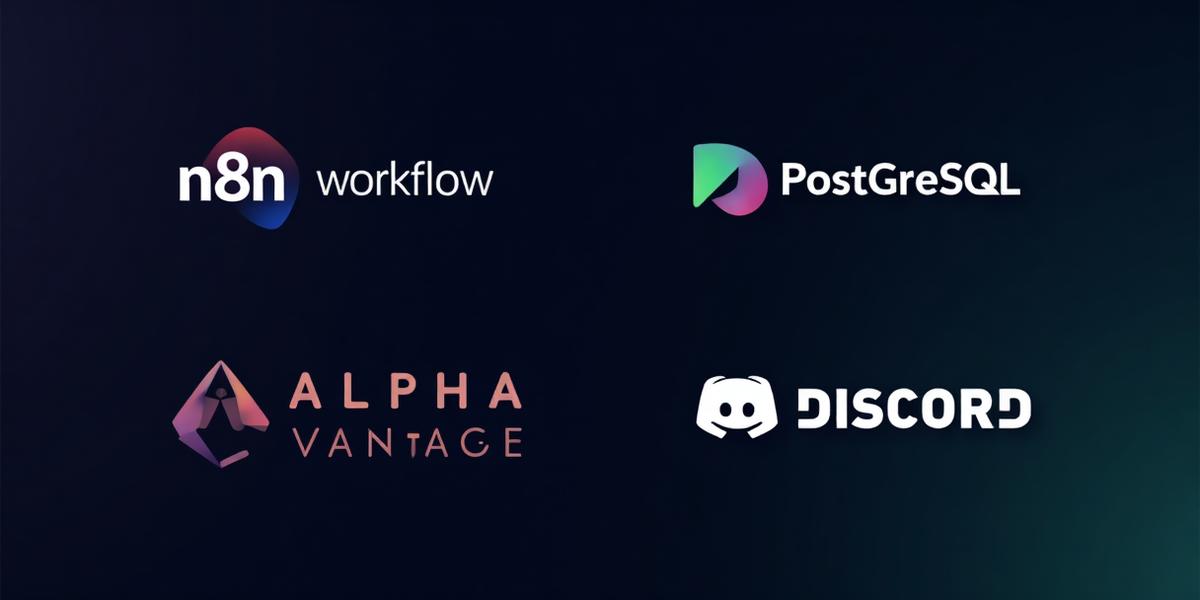 n8n workflow
PostGreSQL
ALPHA
VANTAGE
DISCORD